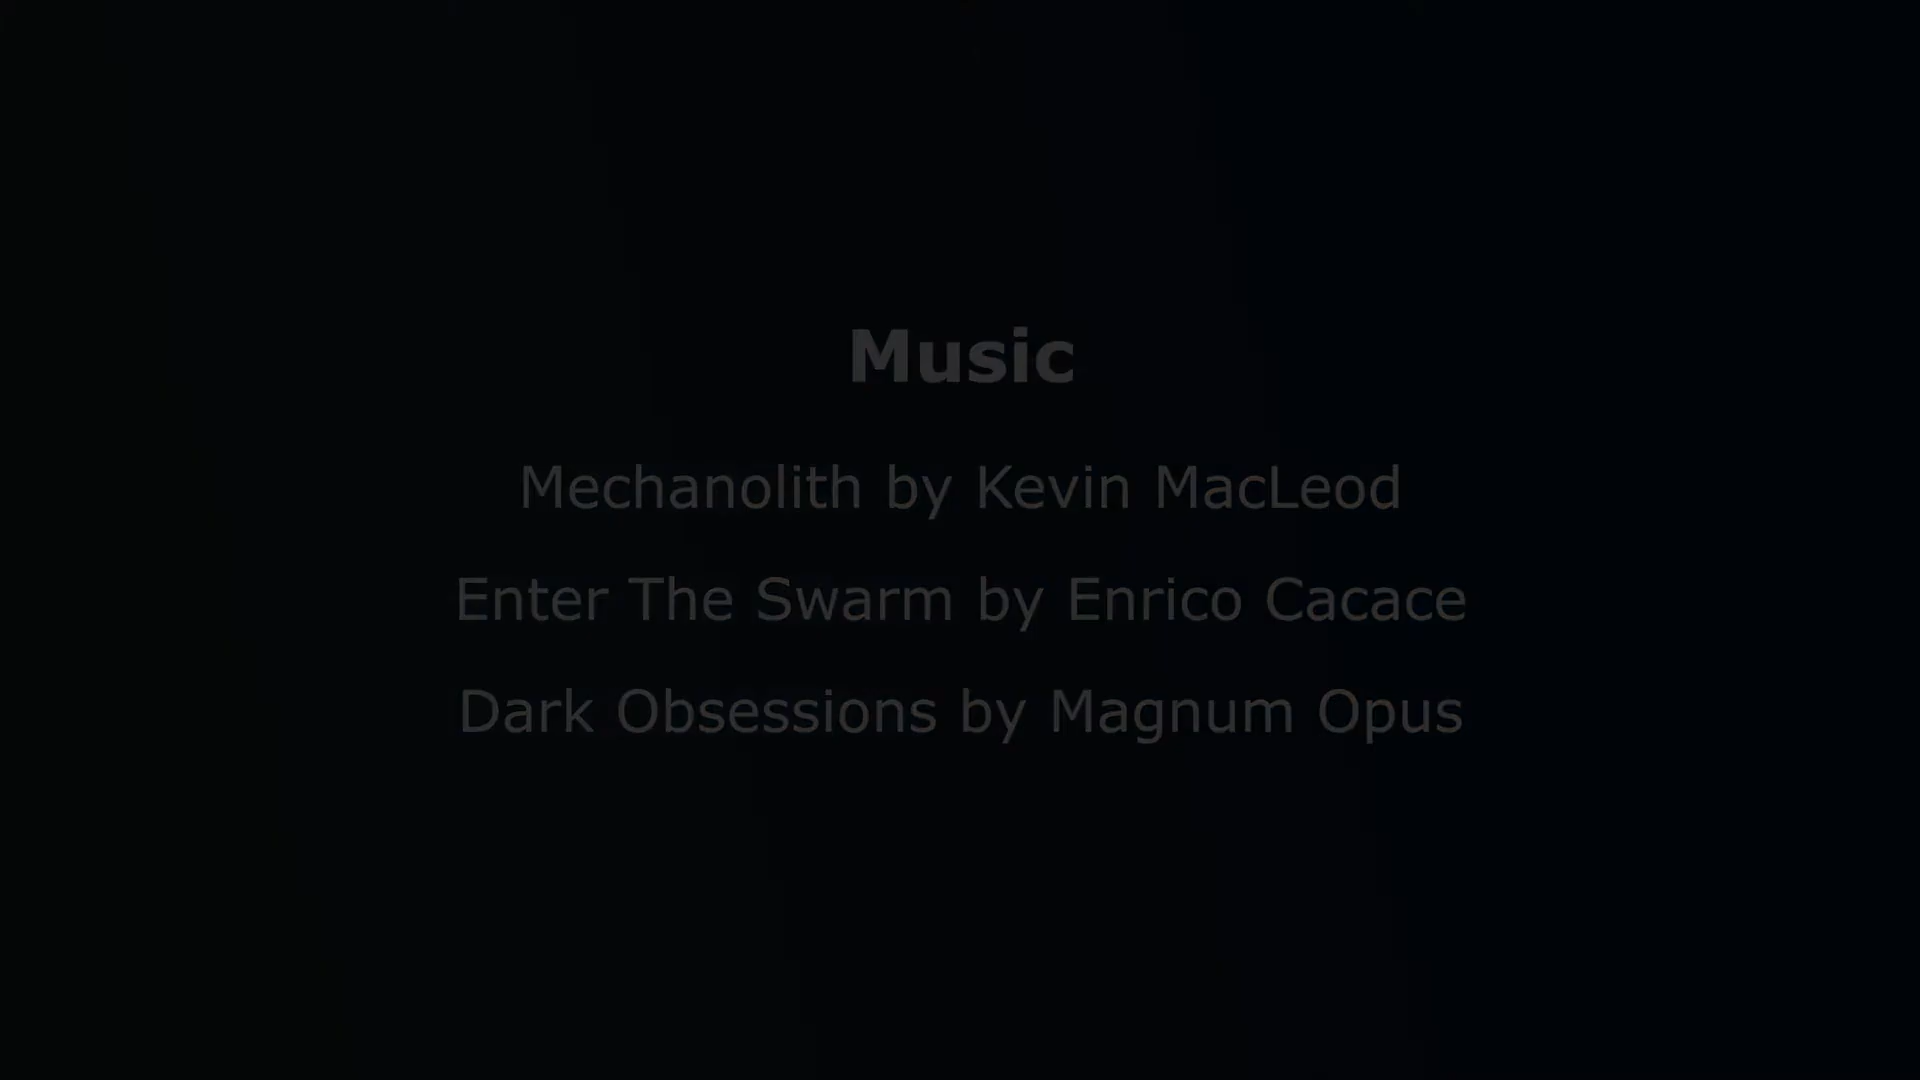 Music
Mechanolith by Kevin MacLeod
Enter The Swarm by Enrico Cacace
Dark Obsessions by Magnum Opus